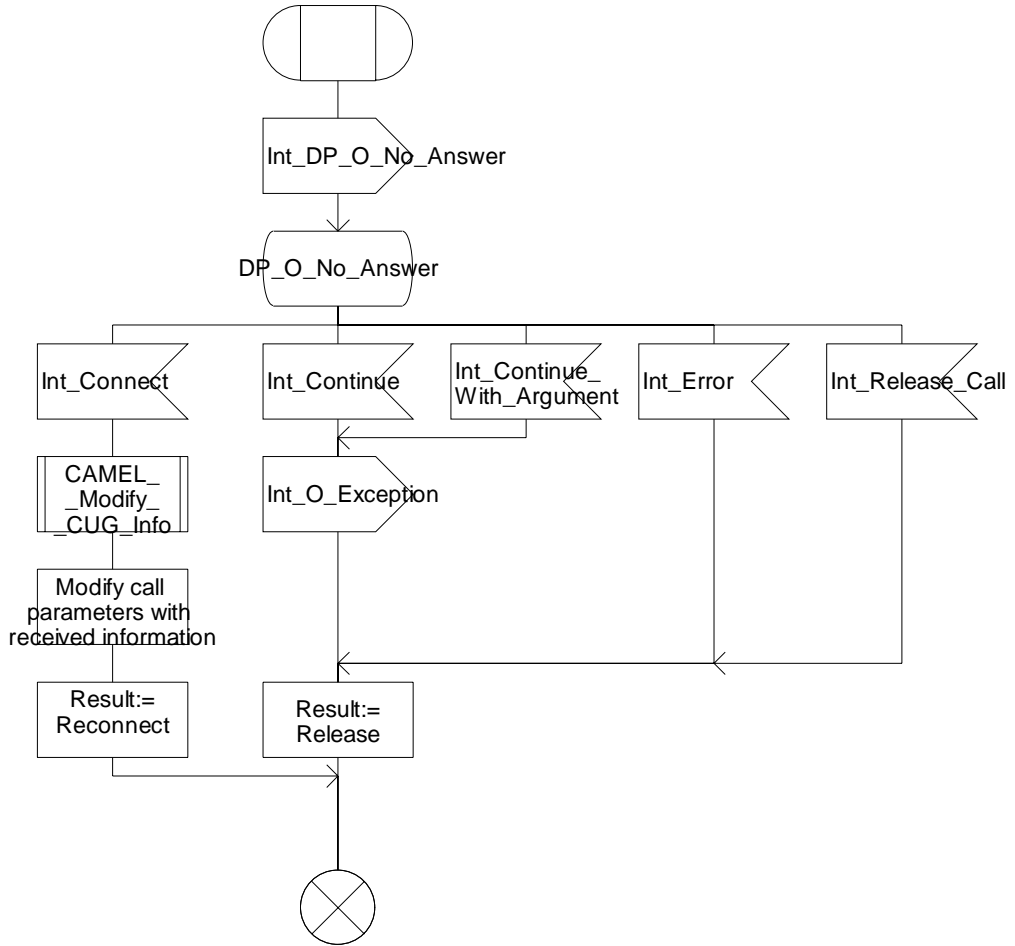 Int_DP_O_No_Answer
DP_O_No_Answer
Int_Connect
Int_Continue
Int_Continue_
With_Argument
Int_Error
Int_Release_Call
CAMEL_
_Modify_
_CUG_Info
Int_O_Exception
Modify call
parameters with
received information
Result:=
Reconnect
Result:=
Release